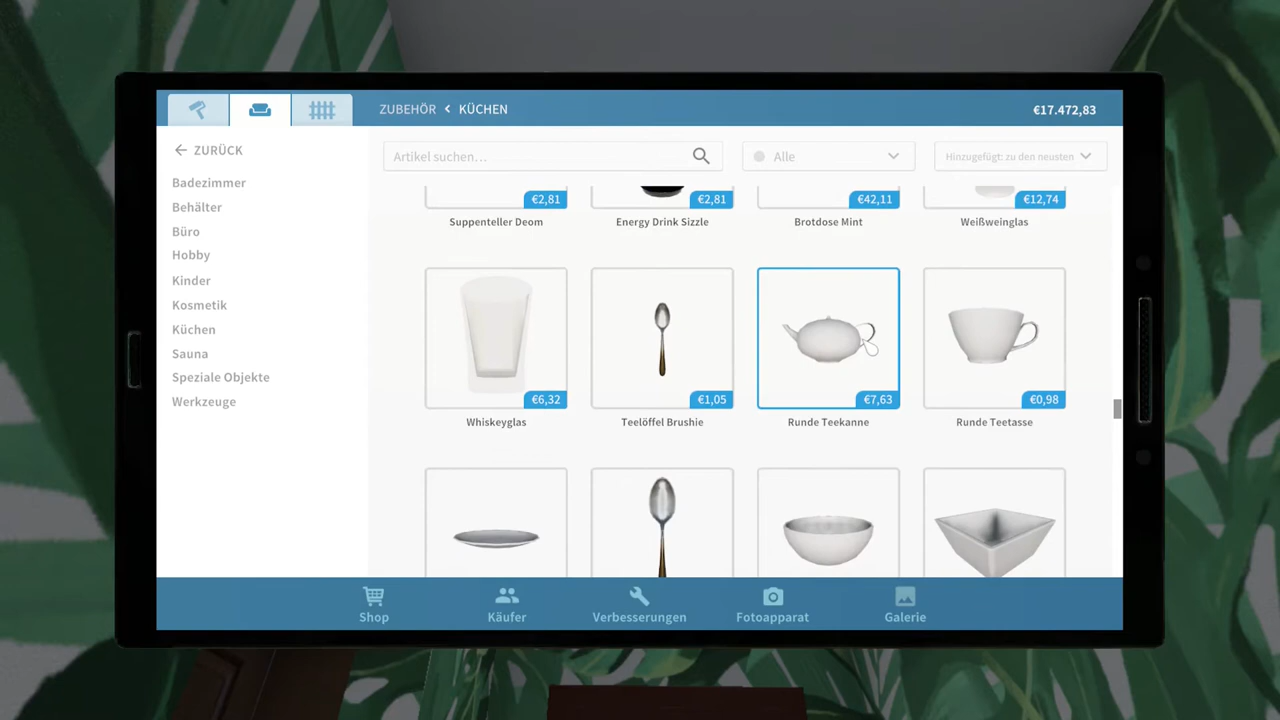 ZUBEHÖR < KÜCHEN
€17.472,83
ZURÜCK
Badezimmer
Behälter
Büro
Hobby
Kinder
Kosmetik
Küchen
Sauna
Speziale Objekte
Werkzeuge
Artikel suchen...
Alle
Hinzugefügt: zu den neusten
€2,81
€2,81
€42,11
€12,74
Suppenteller Deom
Energy Drink Sizzle
Brotdose Mint
Weißweinglas
€6,32
€1,05
€7,63
€0,98
Whiskeyglas
Teelöffel Brushie
Runde Teekanne
Runde Teetasse
Shop
Käufer
Verbesserungen
Fotoapparat
Galerie